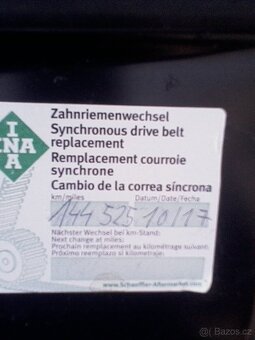 INA
Zahnriemenwechsel
Synchronous drive belt
replacement
Remplacement courroie
synchrone
Cambio de la correa síncrona
km/miles Datum/Date/Fecha
144 525 10/17
Nächster Wechsel bei km-Stand:
Next change at miles:
Prochain remplacement au kilométrage suivant:
Próximo reemplazo si kilometraje:
www.Schaeffler-Aftermarket.com
Bazos.cz